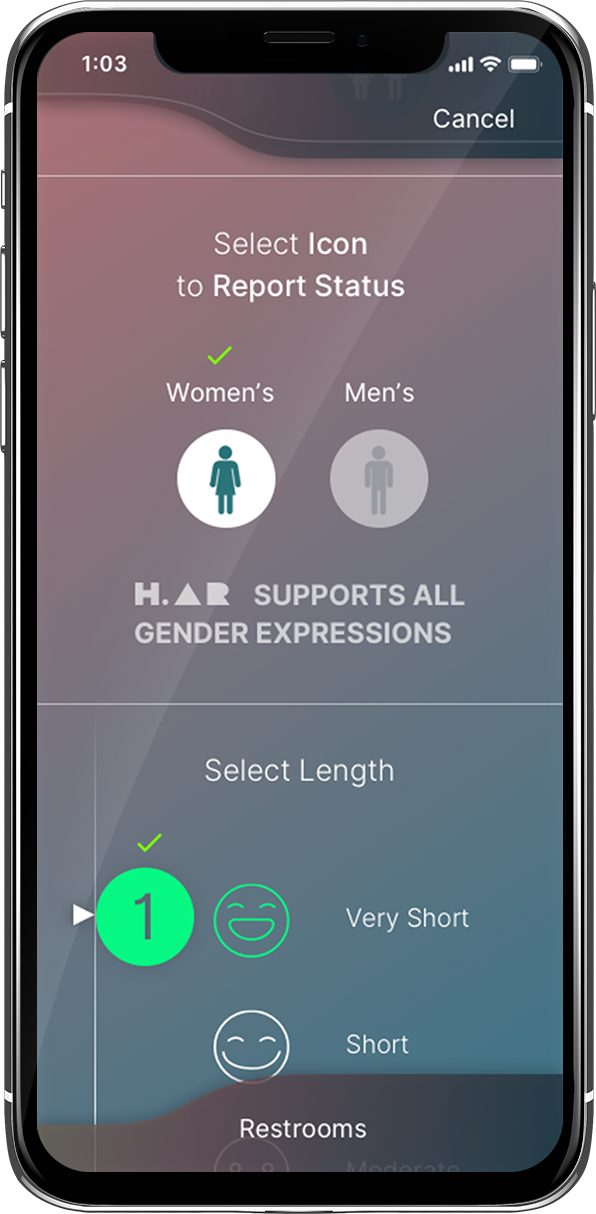 1:03
Cancel
Select Icon
to Report Status
Women's Men's
H.AR SUPPORTS ALL
GENDER EXPRESSIONS
Select Length
1 Very Short
Short
Restrooms
Moderate